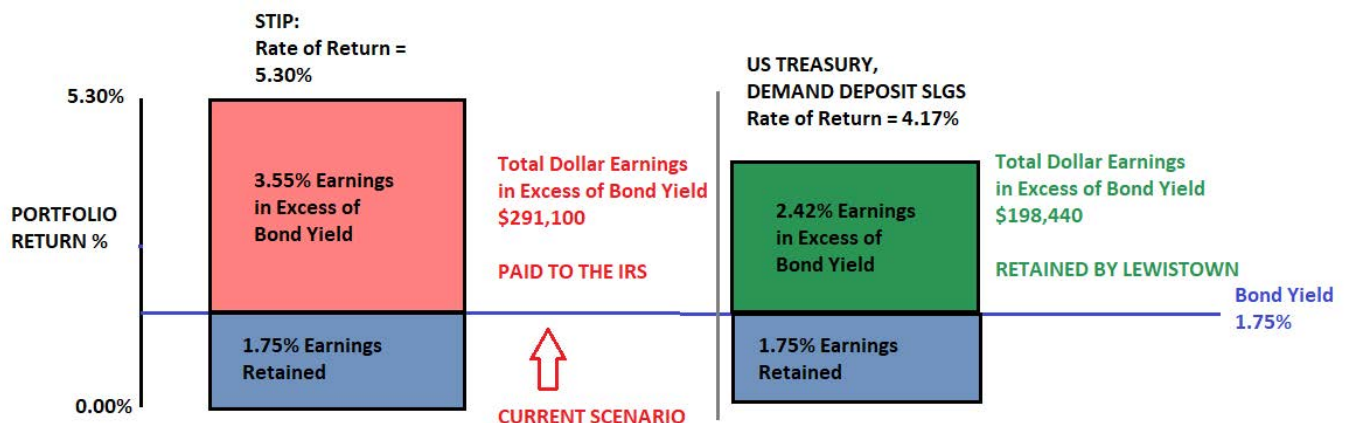 STIP:
Rate of Return =
5.30%
5.30%
PORTFOLIO
RETURN %
0.00%
3.55% Earnings
in Excess of
Bond Yield
1.75% Earnings
Retained
Total Dollar Earnings
in Excess of Bond Yield
$291,100
PAID TO THE IRS
CURRENT SCENARIO
US TREASURY,
DEMAND DEPOSIT SLGS
Rate of Return = 4.17%
2.42% Earnings
in Excess of
Bond Yield
1.75% Earnings
Retained
Total Dollar Earnings
in Excess of Bond Yield
$198,440
RETAINED BY LEWISTOWN
Bond Yield
1.75%